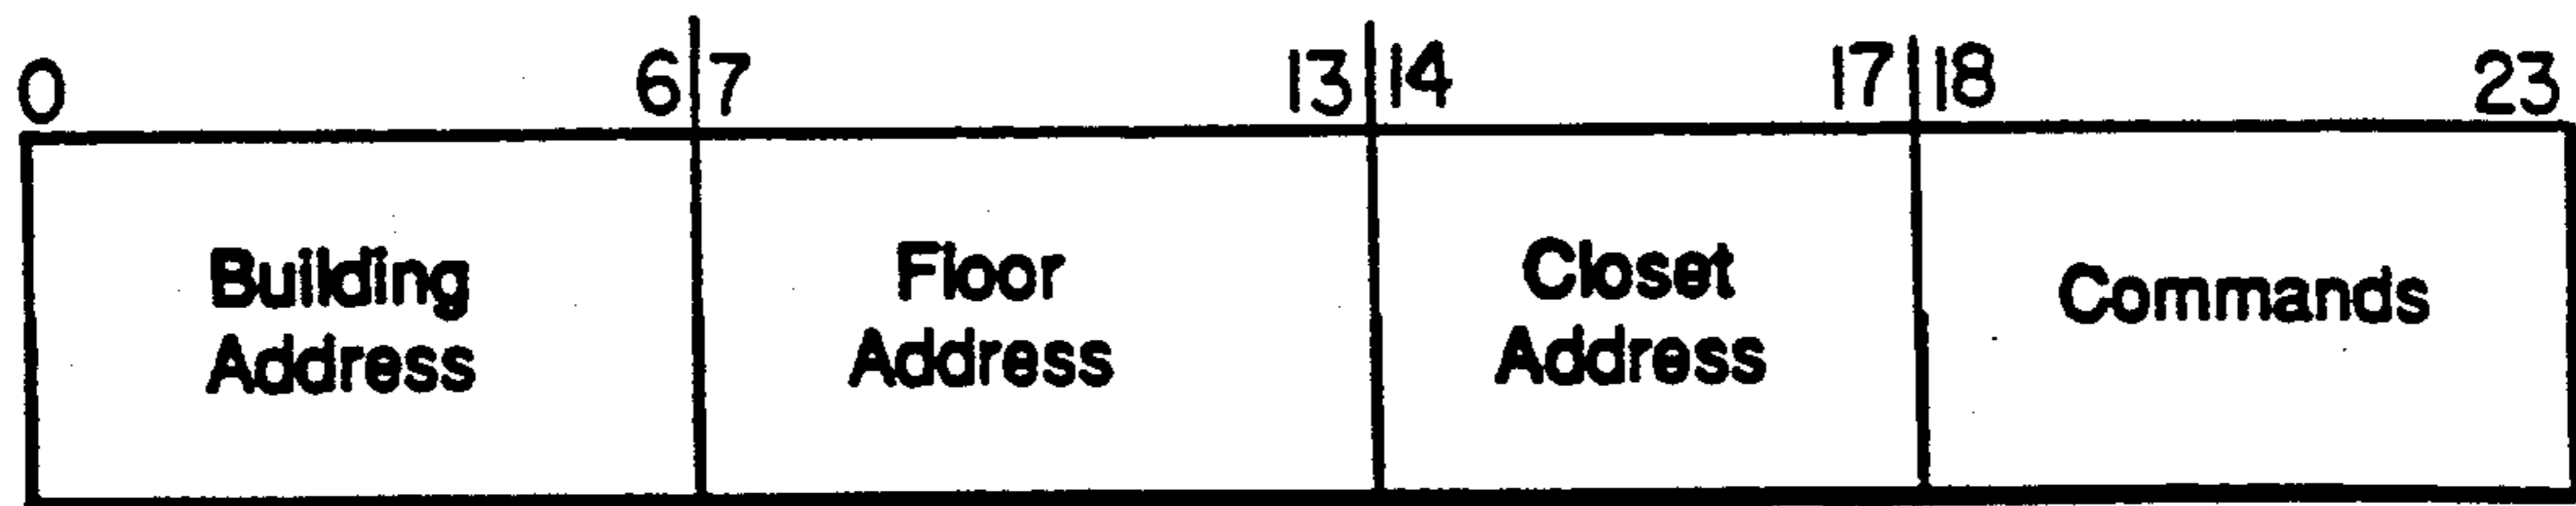 0 6 7 13 14 17 18 23
Building
Address
Floor
Address
Closet
Address
Commands